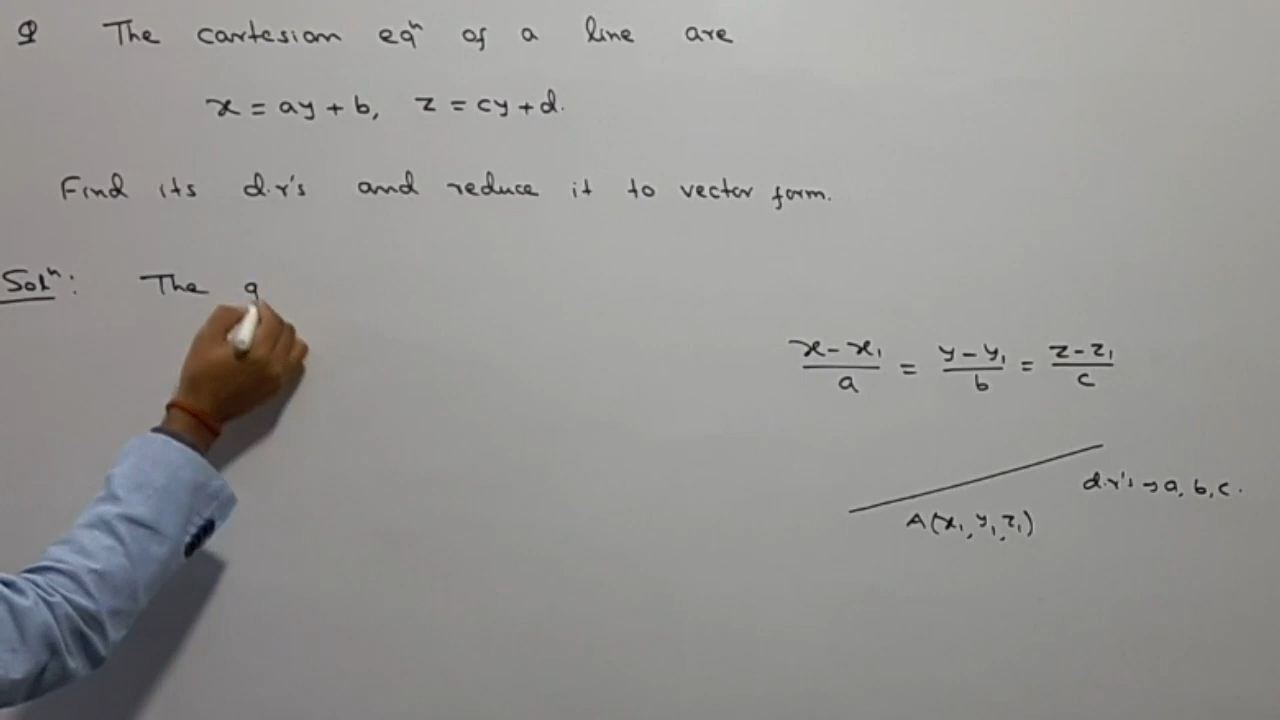 Q The cartesian eqⁿ of a line are
x = ay + b, z = cy + d.
Find its d.r's and reduce it to vector form.
Solⁿ: The g
(x - x₁)/a = (y - y₁)/b = (z - z₁)/c
d.r's → a, b, c.
A(x₁, y₁, z₁)